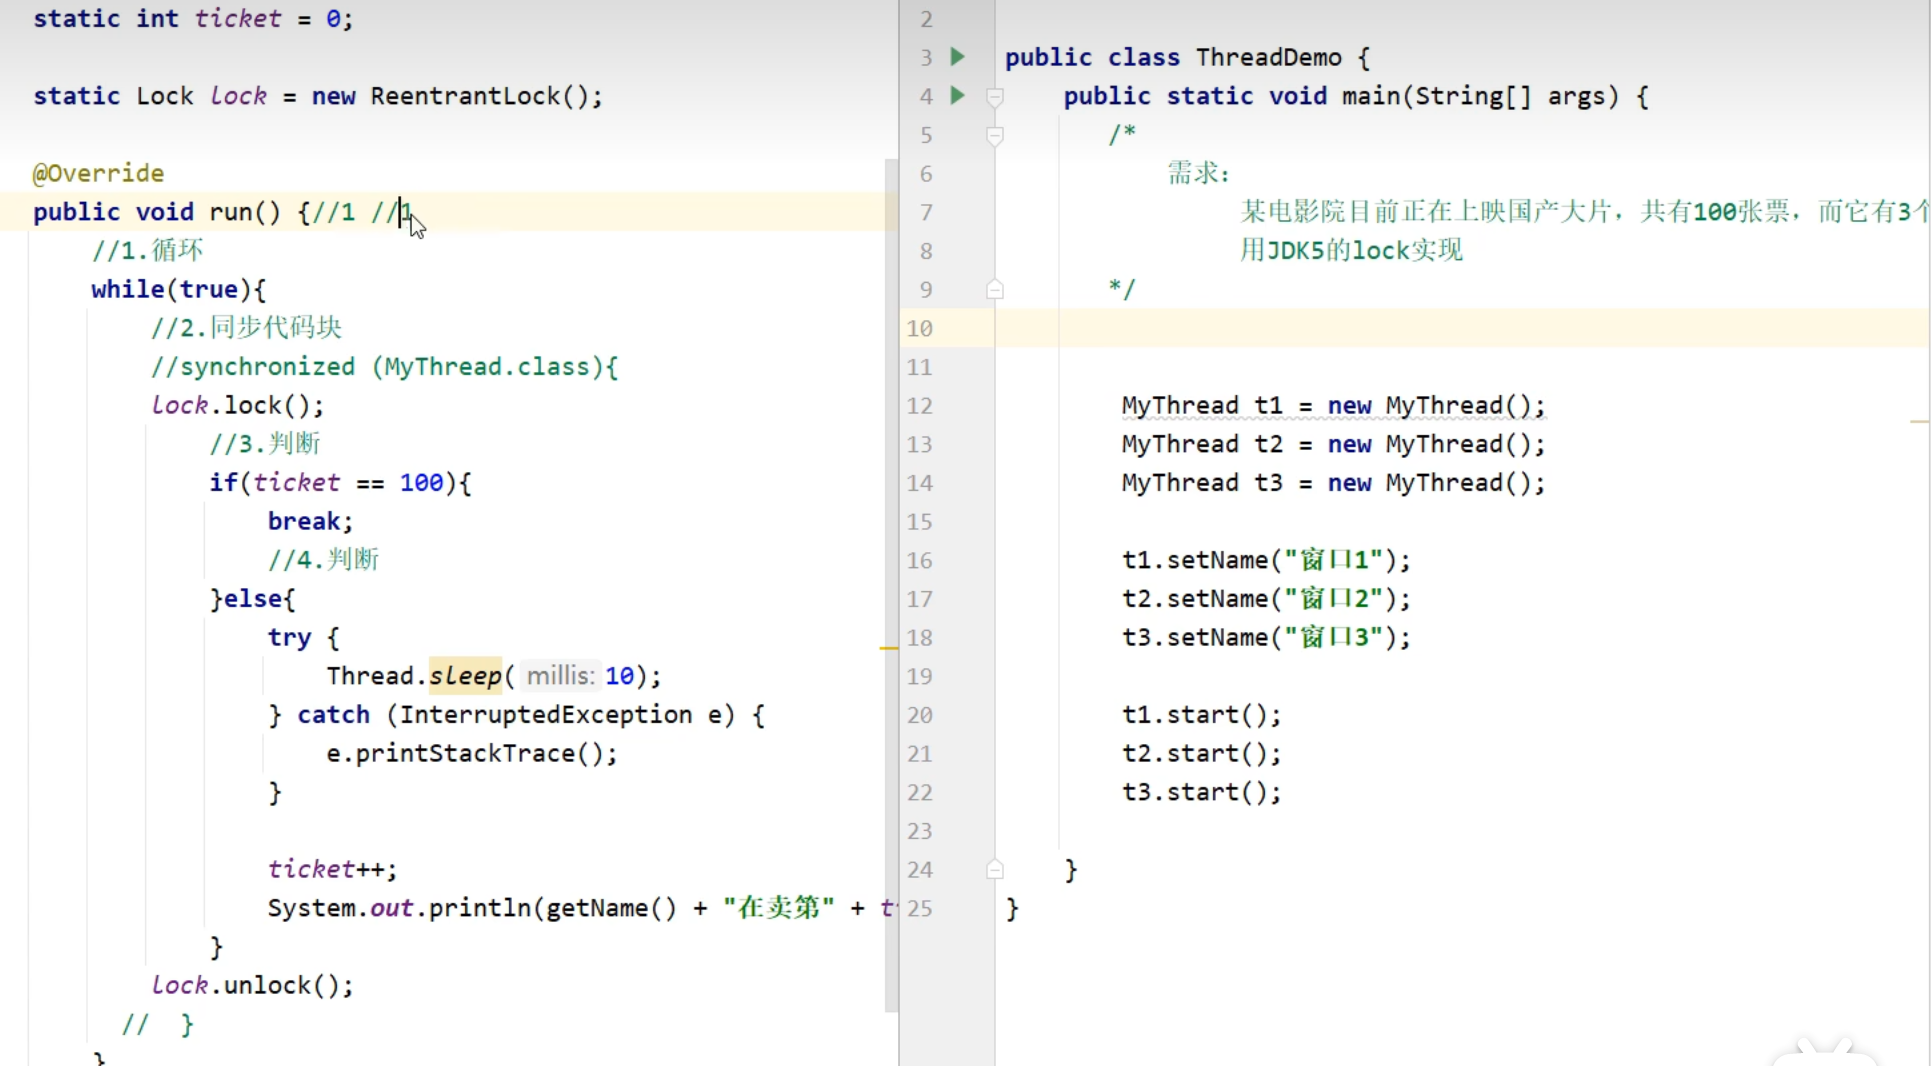 static int ticket = 0;
static Lock lock = new ReentrantLock();
@Override
public void run() {//1 //1
//1.循环
while(true){
//2.同步代码块
//synchronized (MyThread.class){
lock.lock();
//3.判断
if(ticket == 100){
break;
//4.判断
}else{
try {
Thread.sleep( millis: 10);
} catch (InterruptedException e) {
e.printStackTrace();
}
ticket++;
System.out.println(getName() + "在卖第" + t
}
lock.unlock();
// }
}
2
3 public class ThreadDemo {
4 public static void main(String[] args) {
5 /*
6 需求：
7 某电影院目前正在上映国产大片，共有100张票，而它有3个
8 用JDK5的lock实现
9 */
10
11
12 MyThread t1 = new MyThread();
13 MyThread t2 = new MyThread();
14 MyThread t3 = new MyThread();
15
16 t1.setName("窗口1");
17 t2.setName("窗口2");
18 t3.setName("窗口3");
19
20 t1.start();
21 t2.start();
22 t3.start();
23
24 }
25 }